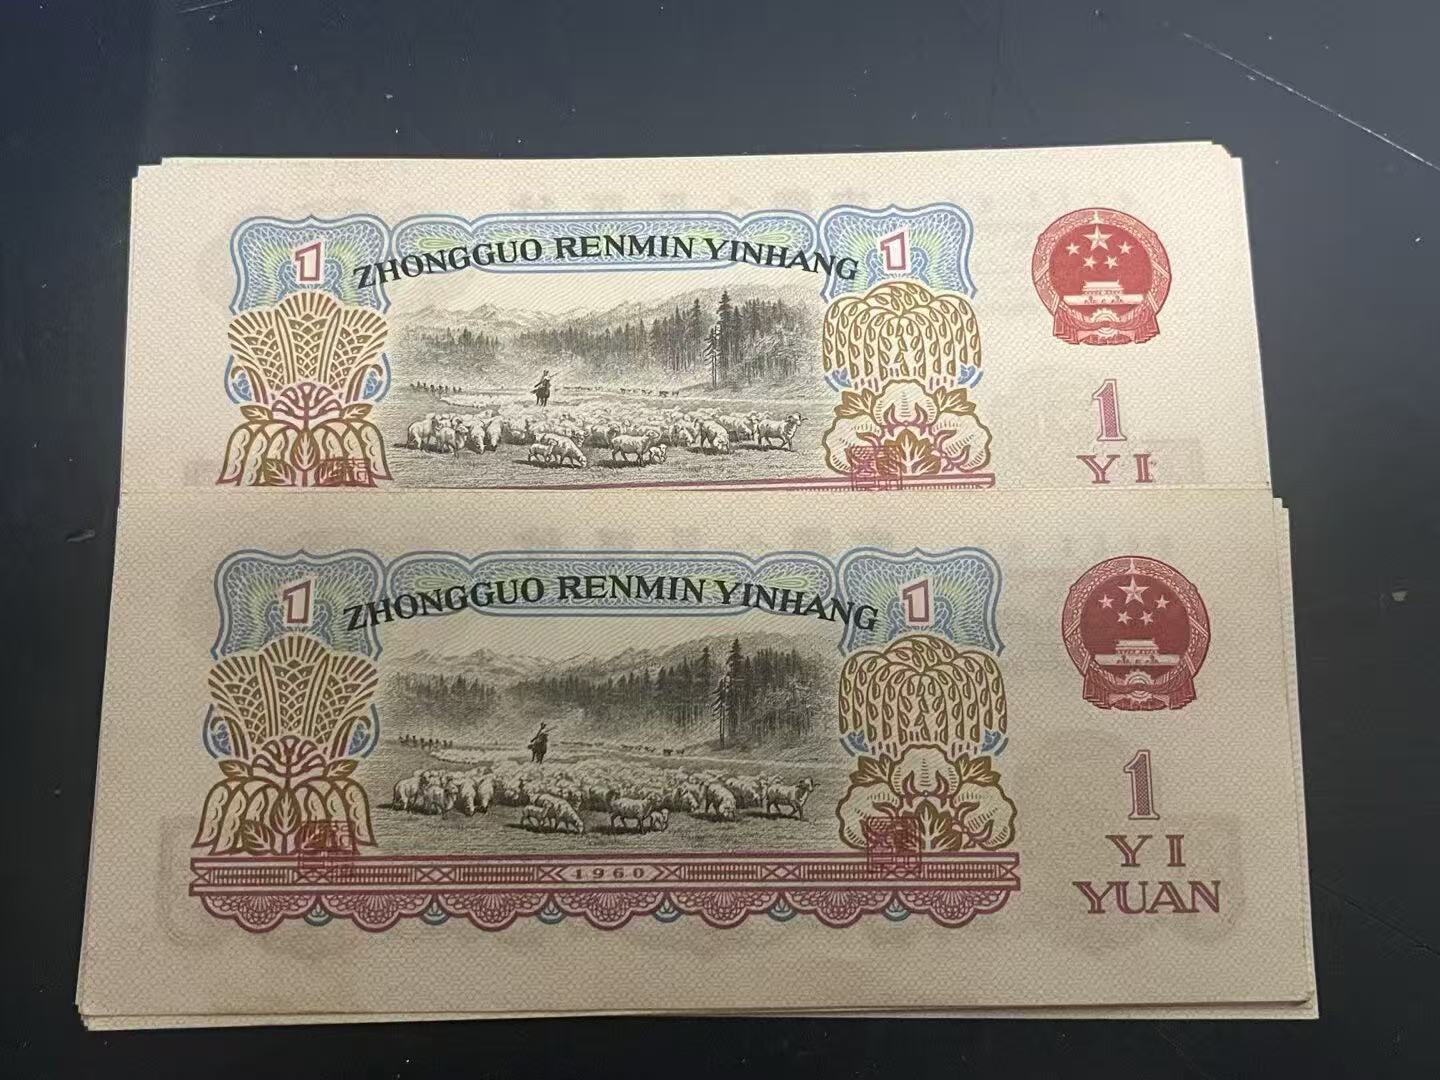 1 ZHONGGUO RENMIN YINHANG 1
1
YI
1 ZHONGGUO RENMIN YINHANG 1
1
YI
1960
YUAN